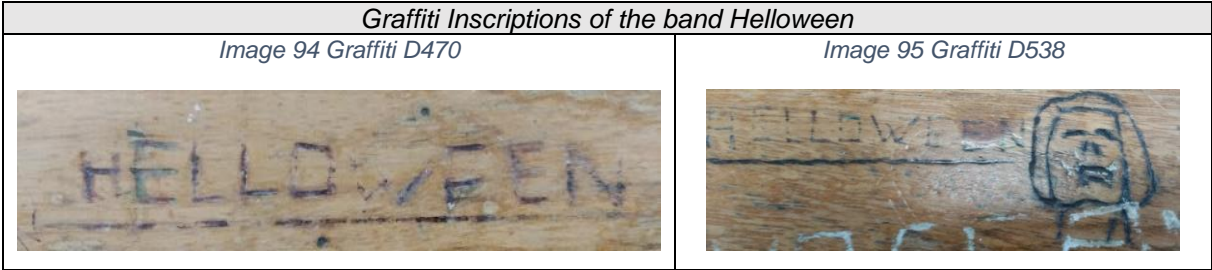 Graffiti Inscriptions of the band Helloween
Image 94 Graffiti D470
Image 95 Graffiti D538
HELLOWEEN
HELLOWEEN